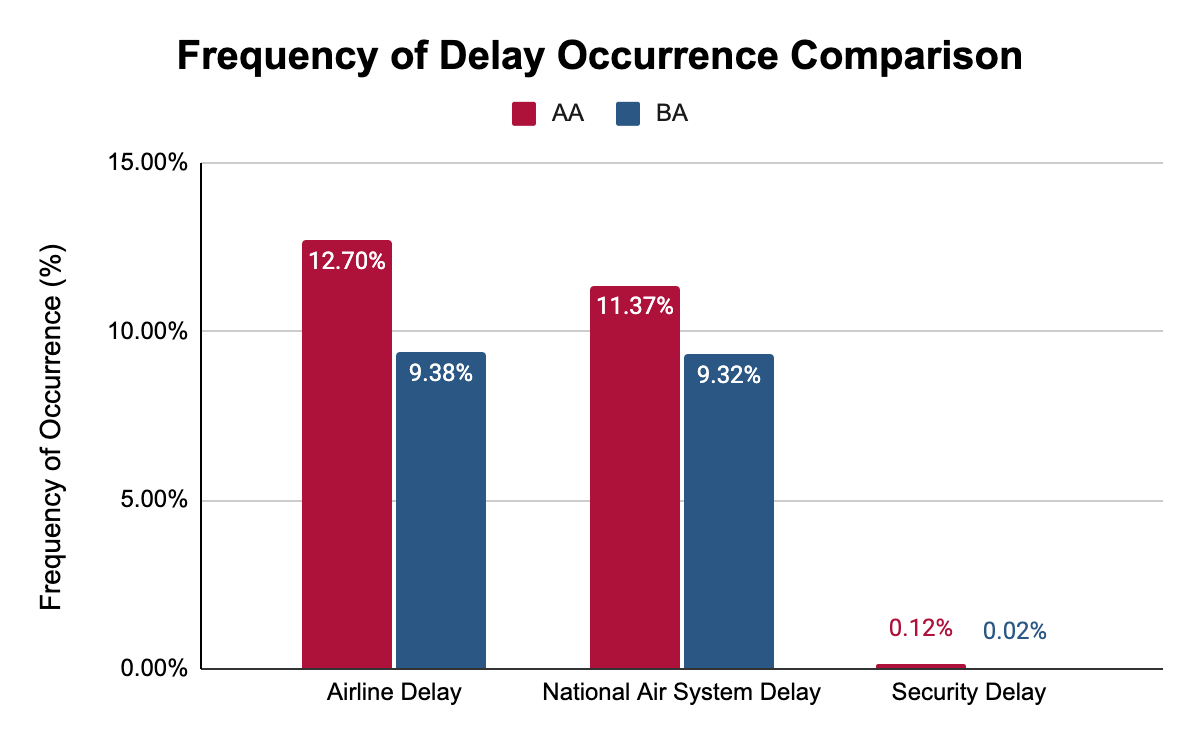 Frequency of Delay Occurrence Comparison
AA BA
Frequency of Occurrence (%)
15.00%
10.00%
5.00%
0.00%
12.70%
9.38%
11.37%
9.32%
0.12%
0.02%
Airline Delay
National Air System Delay
Security Delay